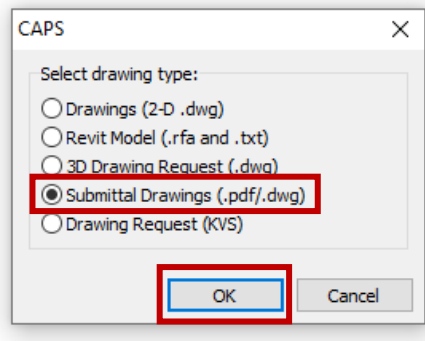 CAPS
Select drawing type:
Drawings (2-D .dwg)
Revit Model (.rfa and .txt)
3D Drawing Request (.dwg)
Submittal Drawings (.pdf/.dwg)
Drawing Request (KVS)
OK Cancel